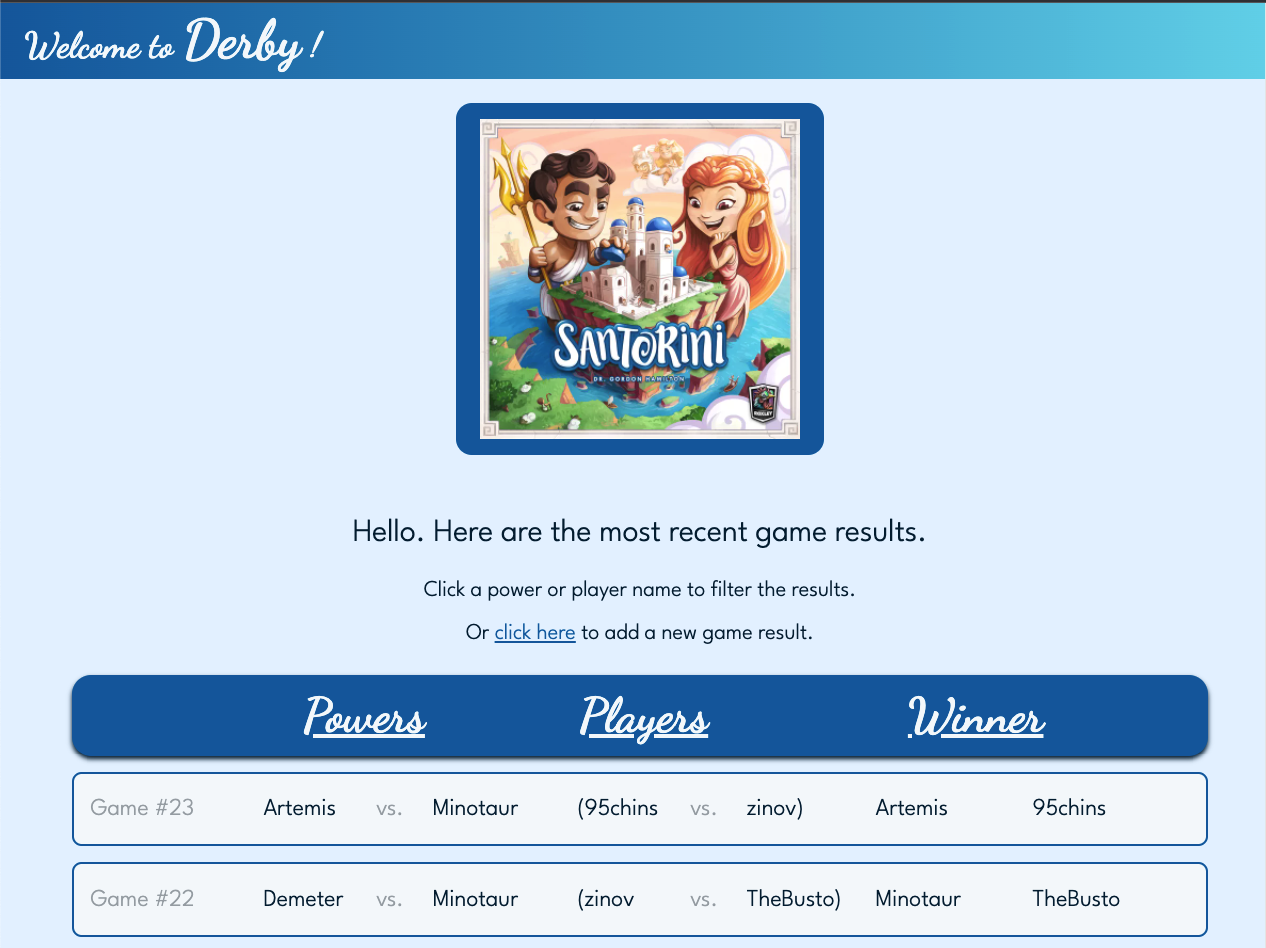 Welcome to Derby !
SANTORINI
DR. GORDON HAMILTON
ROXLEY
Hello. Here are the most recent game results.
Click a power or player name to filter the results.
Or click here to add a new game result.
Powers Players Winner
Game #23 Artemis vs. Minotaur (95chins vs. zinov) Artemis 95chins
Game #22 Demeter vs. Minotaur (zinov vs. TheBusto) Minotaur TheBusto